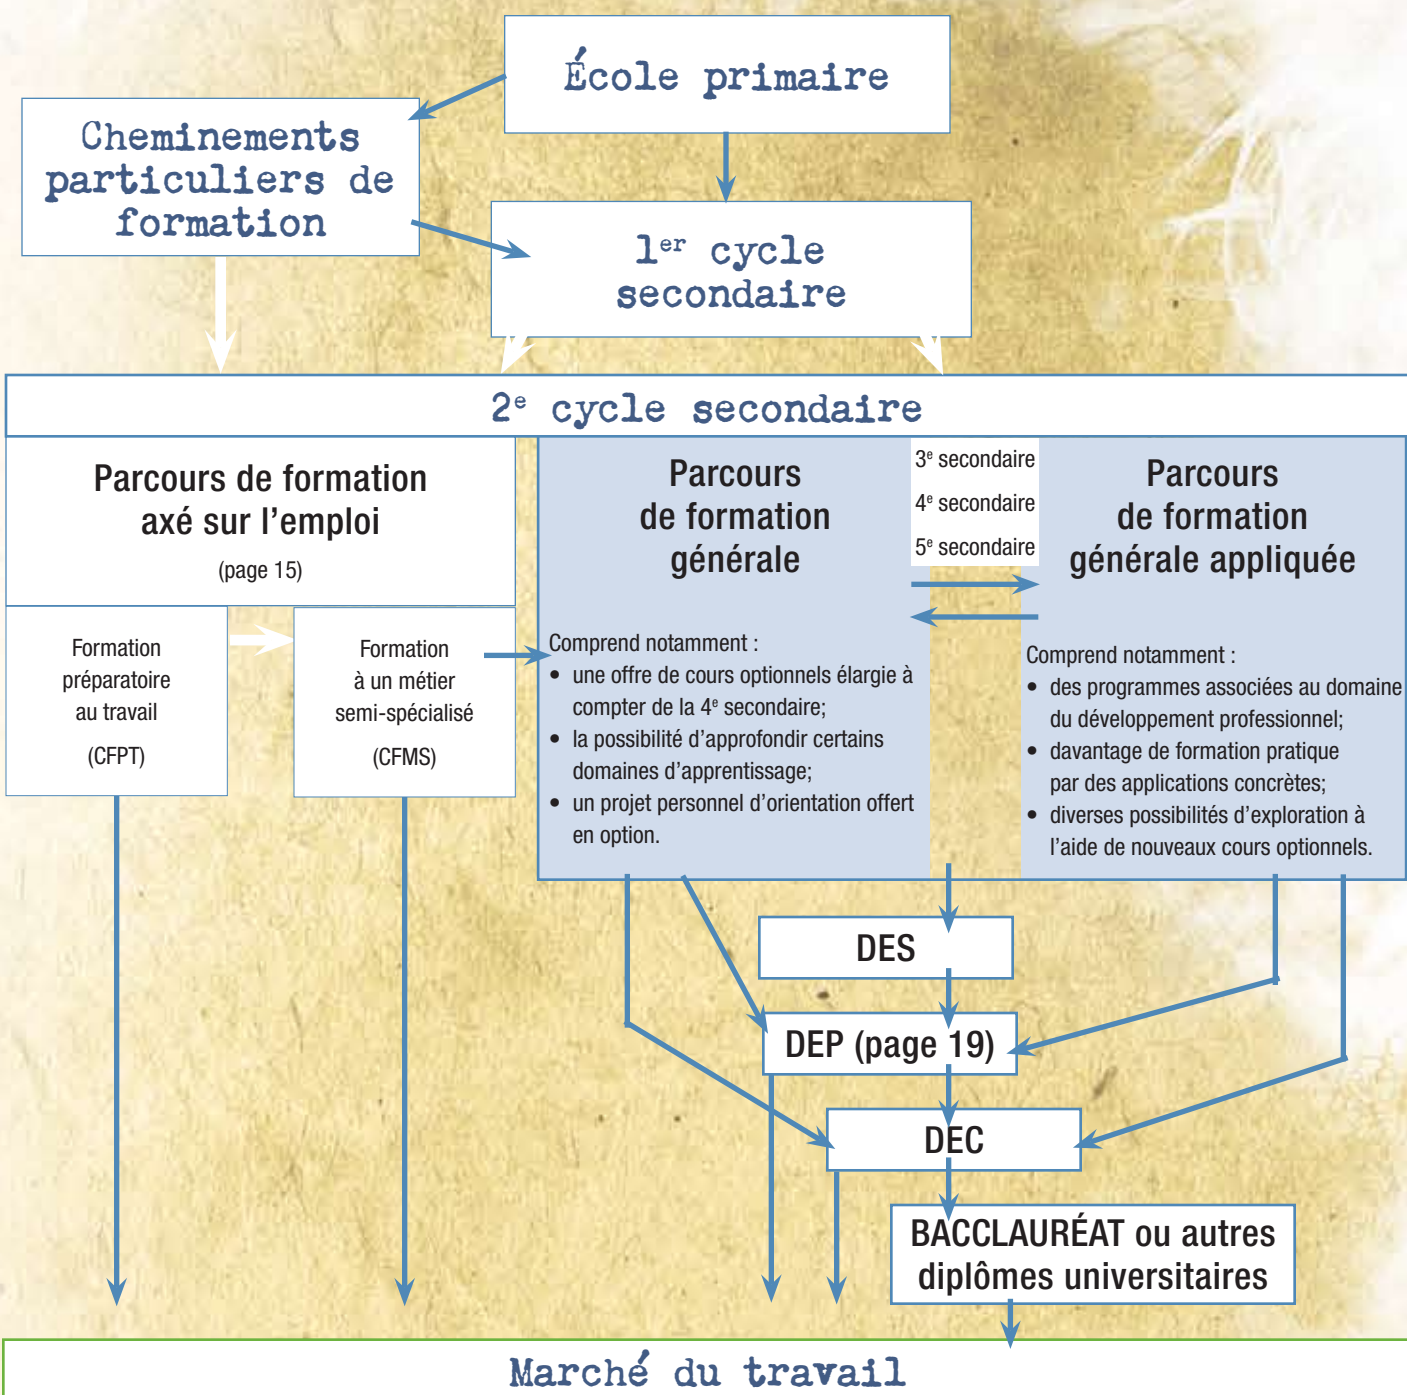 École primaire
Cheminements
particuliers de
formation
1er cycle
secondaire
2e cycle secondaire
Parcours de formation
axé sur l'emploi
(page 15)
Formation
préparatoire
au travail
(CFPT)
Formation
à un métier
semi-spécialisé
(CFMS)
Parcours
de formation
générale
Comprend notamment :
• une offre de cours optionnels élargie à
compter de la 4e secondaire;
• la possibilité d'approfondir certains
domaines d'apprentissage;
• un projet personnel d'orientation offert
en option.
3e secondaire
4e secondaire
5e secondaire
Parcours
de formation
générale appliquée
Comprend notamment :
• des programmes associées au domaine
du développement professionnel;
• davantage de formation pratique
par des applications concrètes;
• diverses possibilités d'exploration à
l'aide de nouveaux cours optionnels.
DES
DEP (page 19)
DEC
BACCLAURÉAT ou autres
diplômes universitaires
Marché du travail